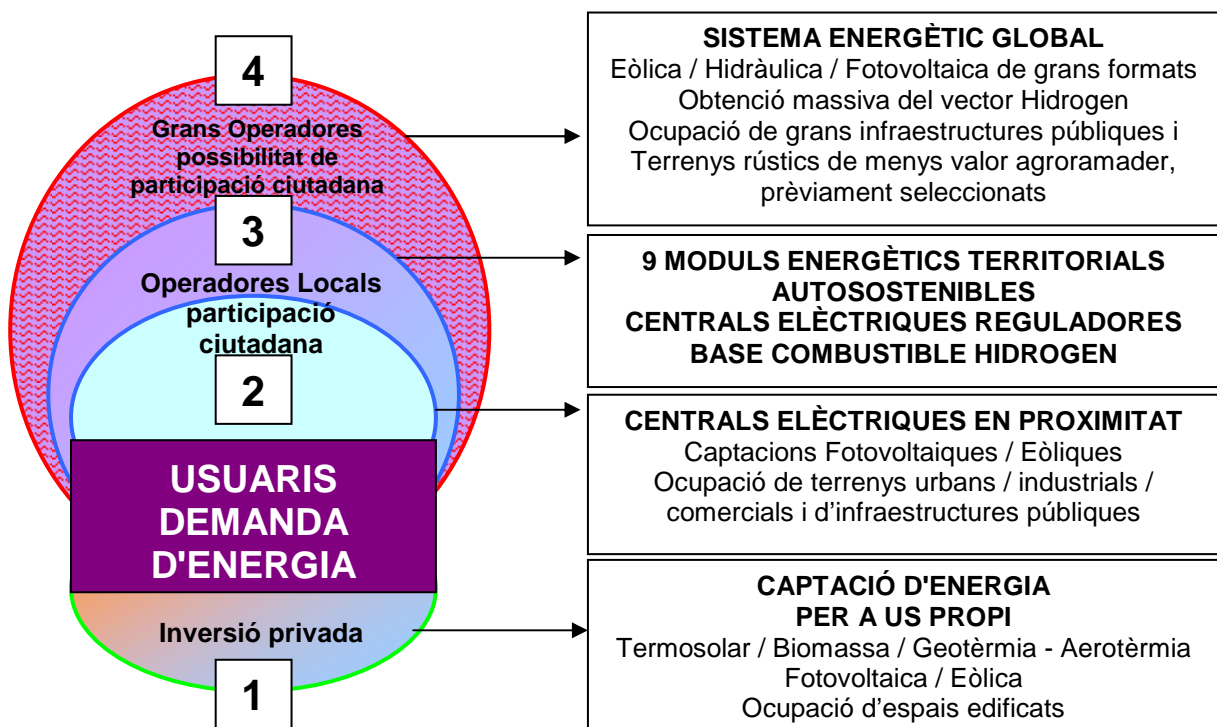 4
Grans Operadores
possibilitat de
participació ciutadana
3
Operadores Locals
participació
ciutadana
2
USUARIS
DEMANDA
D'ENERGIA
Inversió privada
1
SISTEMA ENERGÈTIC GLOBAL
Eòlica / Hidràulica / Fotovoltaica de grans formats
Obtenció massiva del vector Hidrogen
Ocupació de grans infraestructures públiques i
Terrenys rústics de menys valor agroramader,
prèviament seleccionats
9 MODULS ENERGÈTICS TERRITORIALS
AUTOSOSTENIBLES
CENTRALS ELÈCTRIQUES REGULADORES
BASE COMBUSTIBLE HIDROGEN
CENTRALS ELÈCTRIQUES EN PROXIMITAT
Captacions Fotovoltaiques / Eòliques
Ocupació de terrenys urbans / industrials /
comercials i d’infraestructures públiques
CAPTACIÓ D'ENERGIA
PER A US PROPI
Termosolar / Biomassa / Geotèrmia - Aerotèrmia
Fotovoltaica / Eòlica
Ocupació d'espais edificats